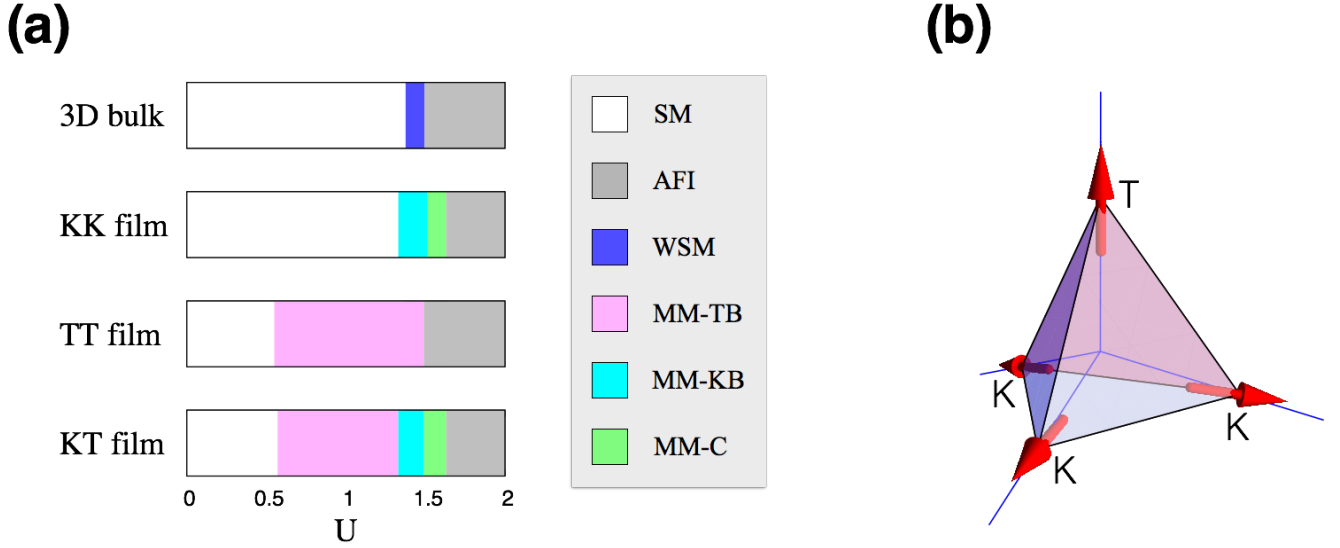 (a)
3D bulk
KK film
TT film
KT film
0 0.5 1 1.5 2
U
SM
AFI
WSM
MM-TB
MM-KB
MM-C
(b)
T
K
K
K